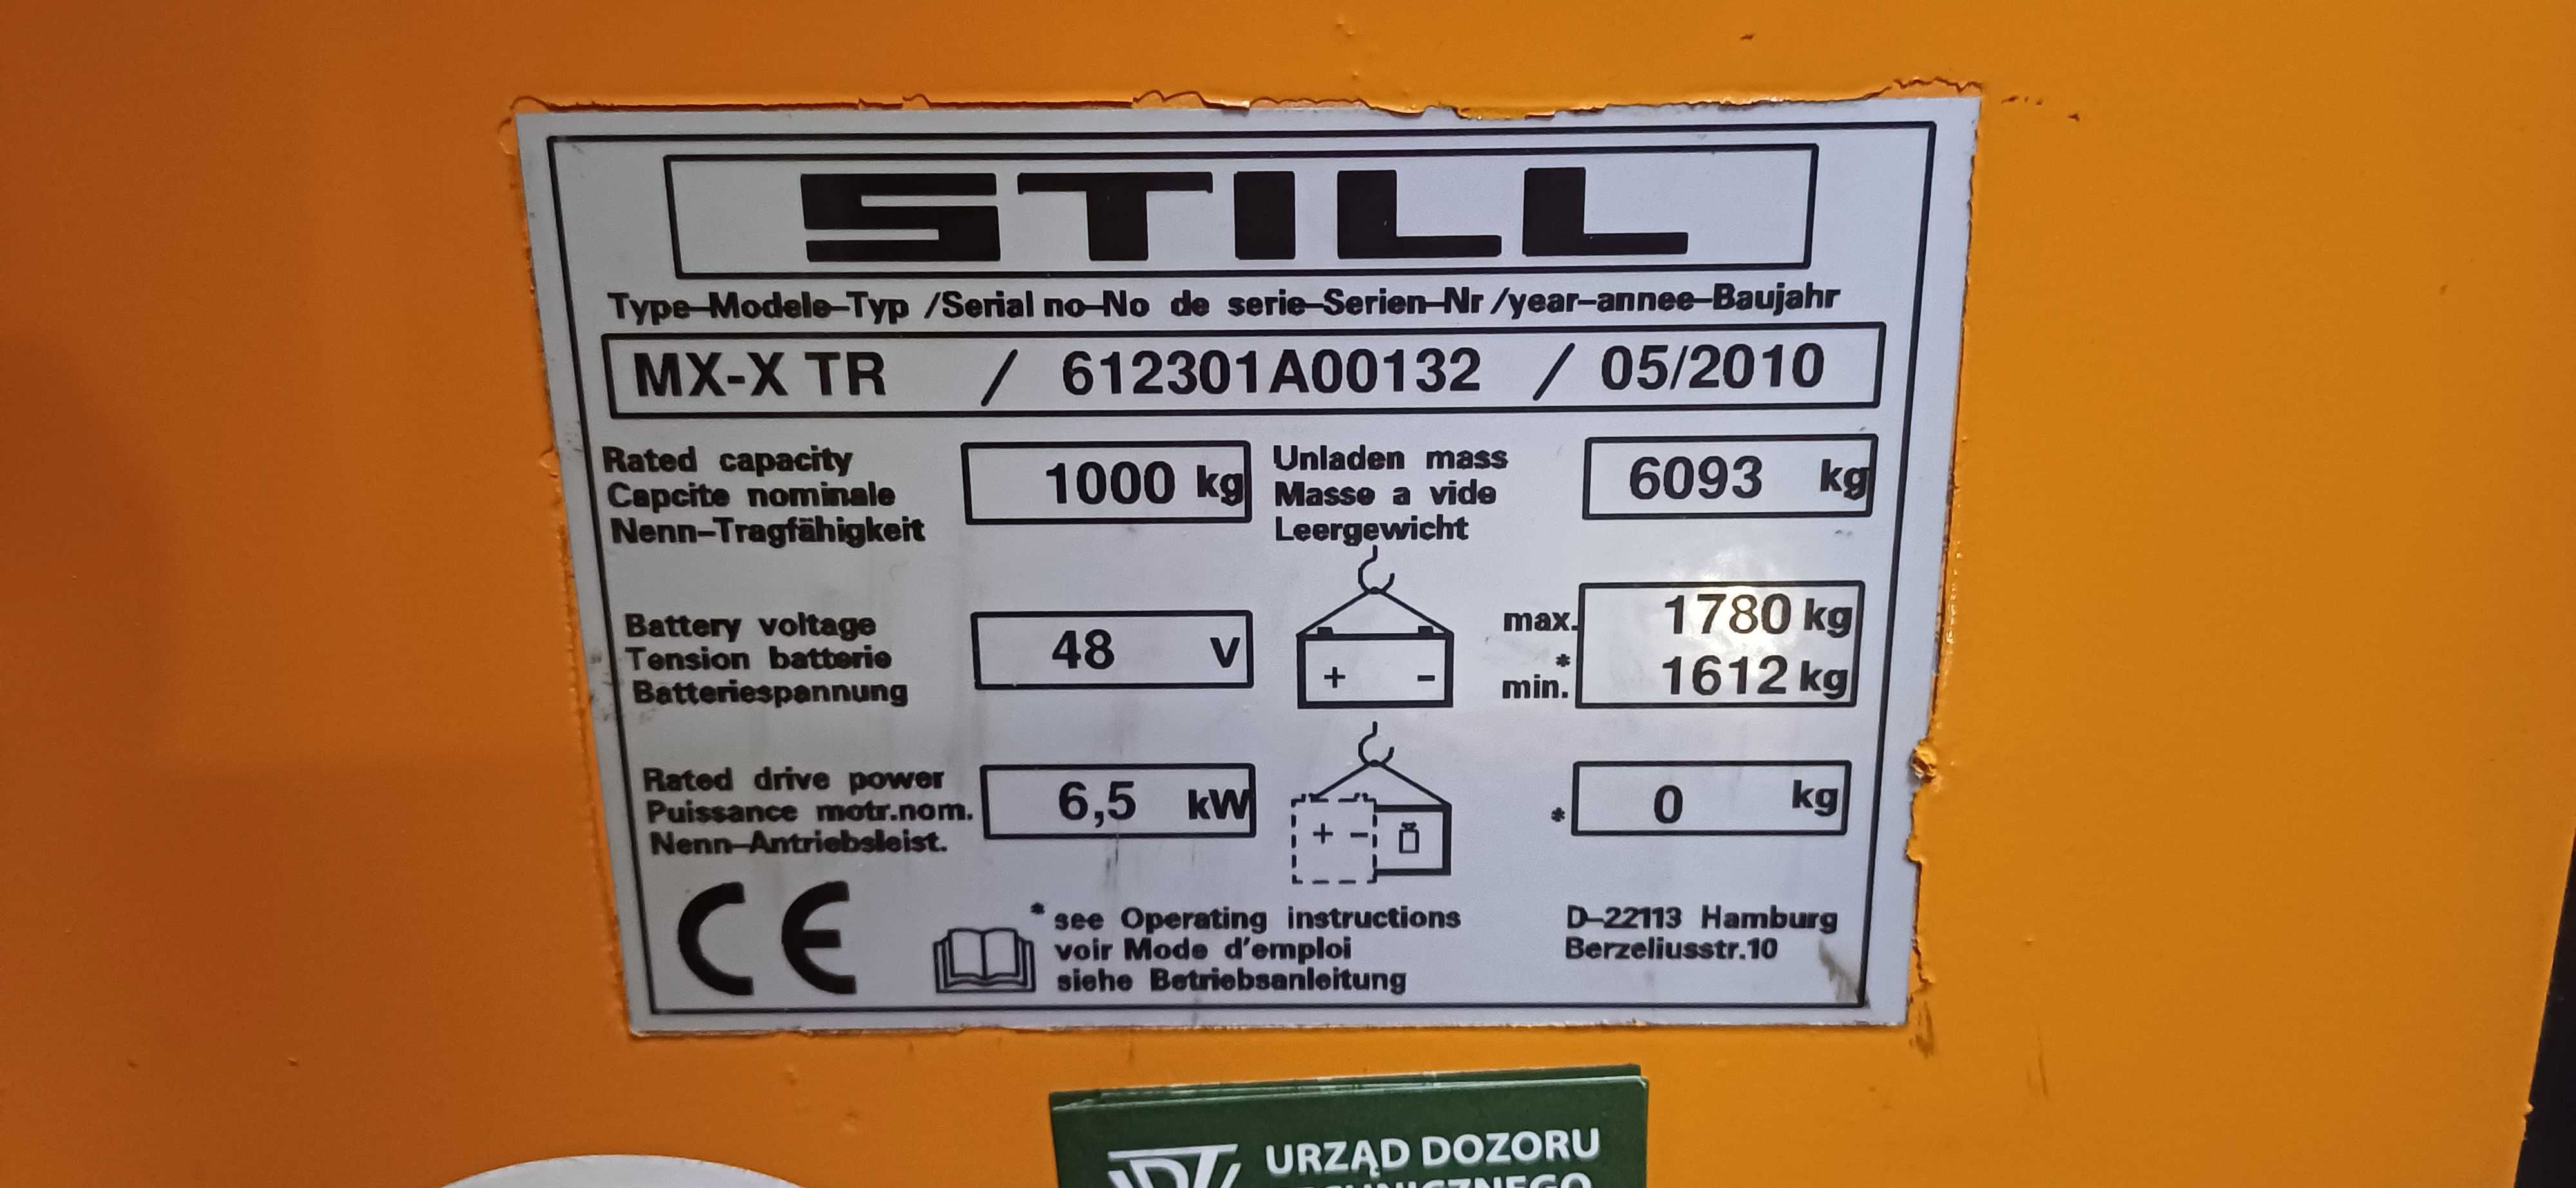 STILL
Type–Modele–Typ /Serial no–No de serie–Serien–Nr /year–annee–Baujahr
MX-X TR / 612301A00132 / 05/2010
Rated capacity
Capcite nominale
Nenn–Tragfähigkeit
1000 kg
Unladen mass
Masse a vide
Leergewicht
6093 kg
Battery voltage
Tension batterie
Batteriespannung
48 V
+ -
max. 1780 kg
* min. 1612 kg
Rated drive power
Puissance motr.nom.
Nenn–Antriebsleist.
6,5 kW
+ -
* 0 kg
CE
* see Operating instructions
voir Mode d'emploi
siehe Betriebsanleitung
D–22113 Hamburg
Berzeliusstr.10
URZĄD DOZORU